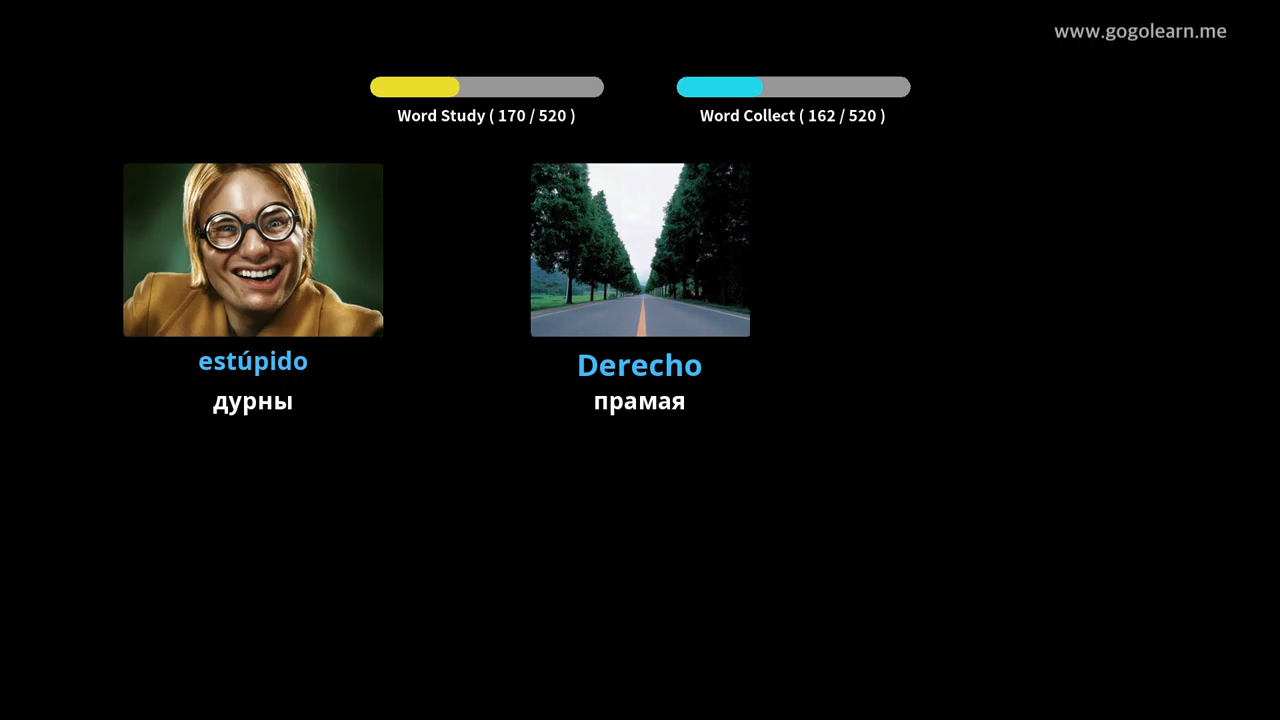 www.gogolearn.me
Word Study ( 170 / 520 )
Word Collect ( 162 / 520 )
estúpido
Derecho
дурны
прамая